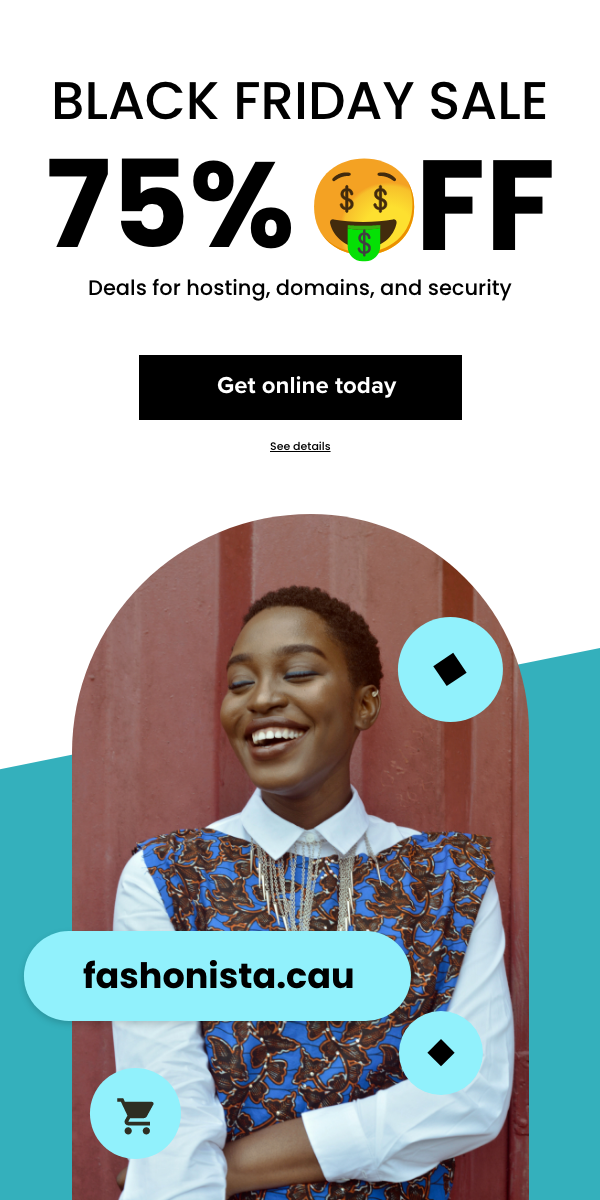 BLACK FRIDAY SALE
75% 🤑FF
Deals for hosting, domains, and security
Get online today
See details
fashonista.cau